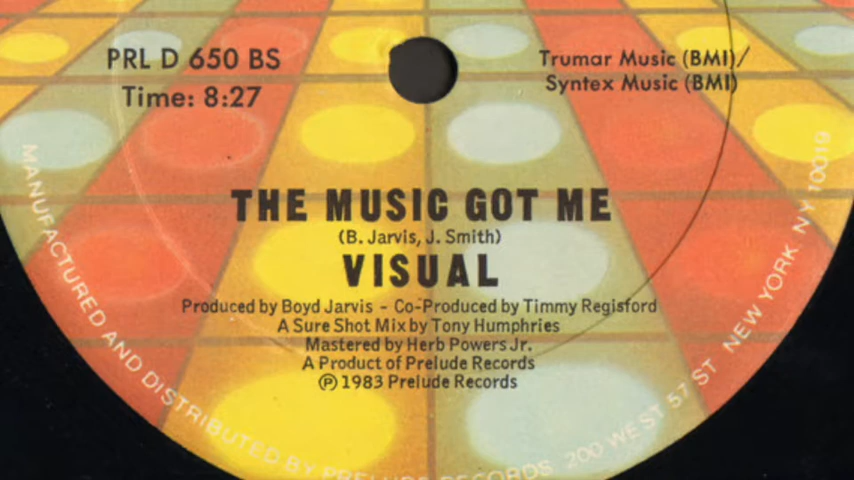 PRL D 650 BS
Time: 8:27
Trumar Music (BMI)/
Syntex Music (BMI)
THE MUSIC GOT ME
(B. Jarvis, J. Smith)
VISUAL
Produced by Boyd Jarvis - Co-Produced by Timmy Regisford
A Sure Shot Mix by Tony Humphries
Mastered by Herb Powers Jr.
A Product of Prelude Records
℗ 1983 Prelude Records
MANUFACTURED AND DISTRIBUTED BY PRELUDE RECORDS 200 WEST 57 ST NEW YORK NY 10019